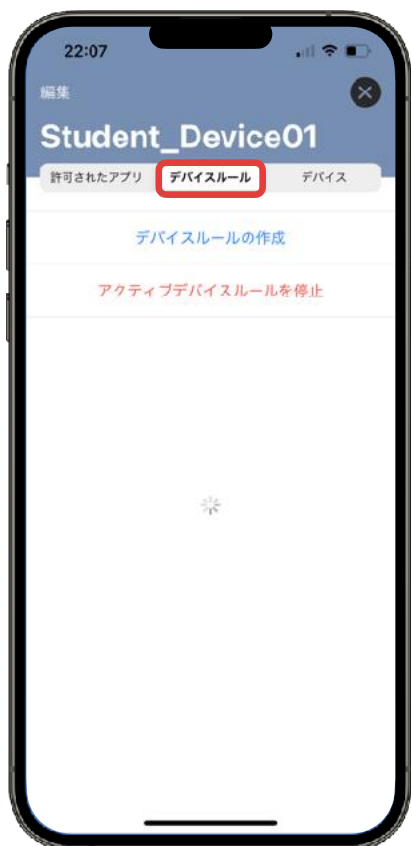 22:07
編集
Student_Device01
許可されたアプリ デバイスルール デバイス
デバイスルールの作成
アクティブデバイスルールを停止